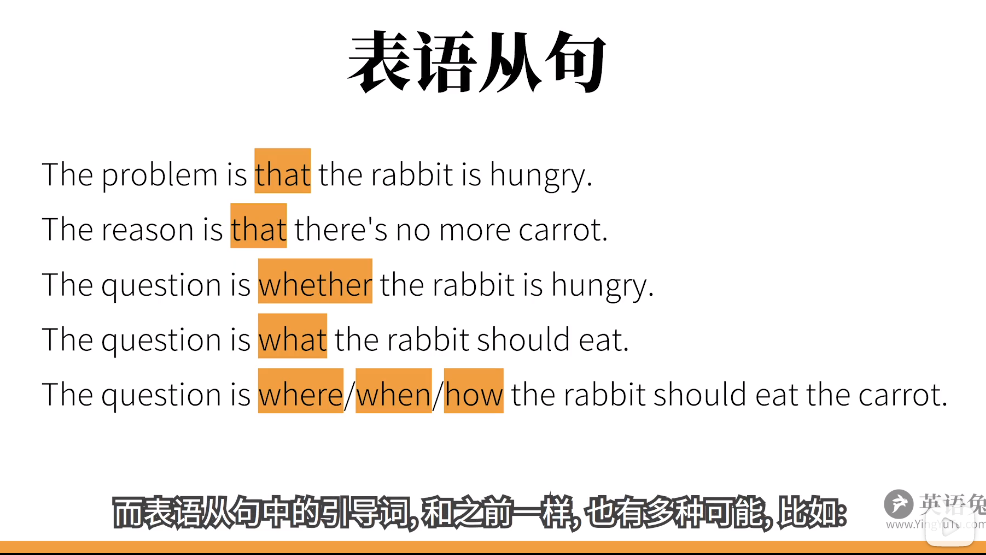 表语从句
The problem is that the rabbit is hungry.
The reason is that there's no more carrot.
The question is whether the rabbit is hungry.
The question is what the rabbit should eat.
The question is where/when/how the rabbit should eat the carrot.
而表语从句中的引导词, 和之前一样, 也有多种可能, 比如:
英语兔
www.YingYuTu.com